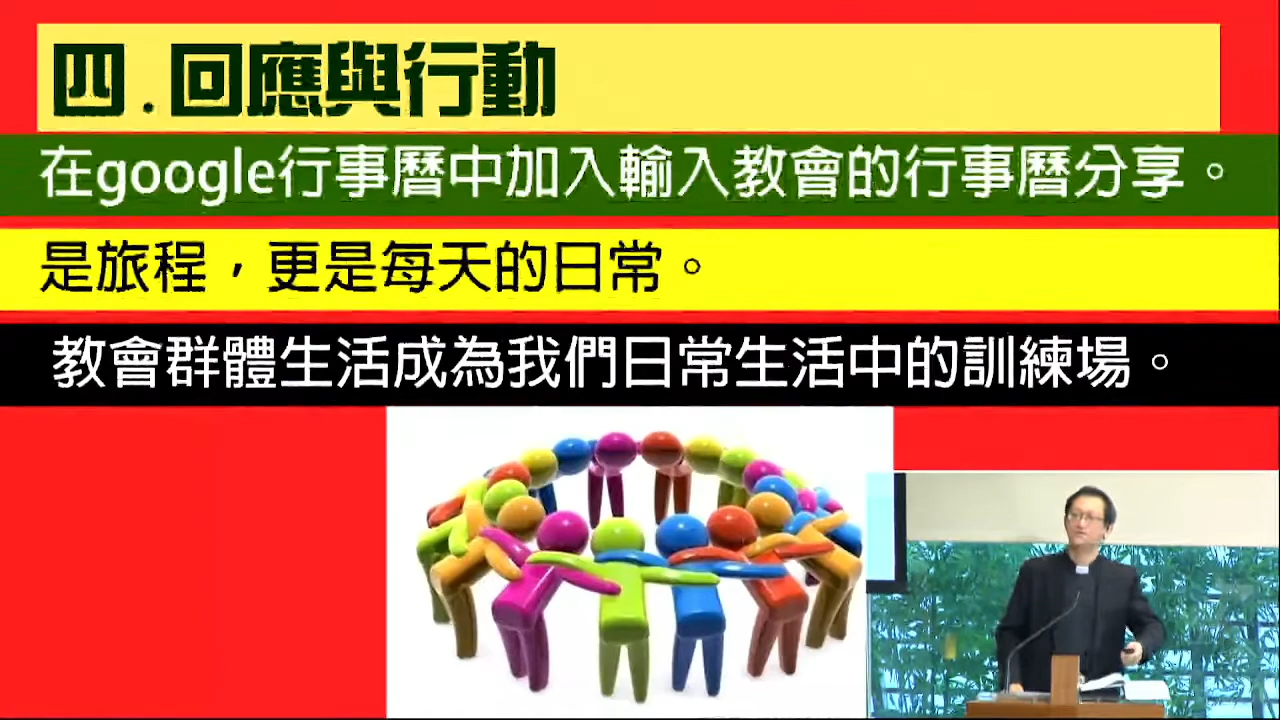 四.回應與行動
在google行事曆中加入輸入教會的行事曆分享。
是旅程，更是每天的日常。
教會群體生活成為我們日常生活中的訓練場。